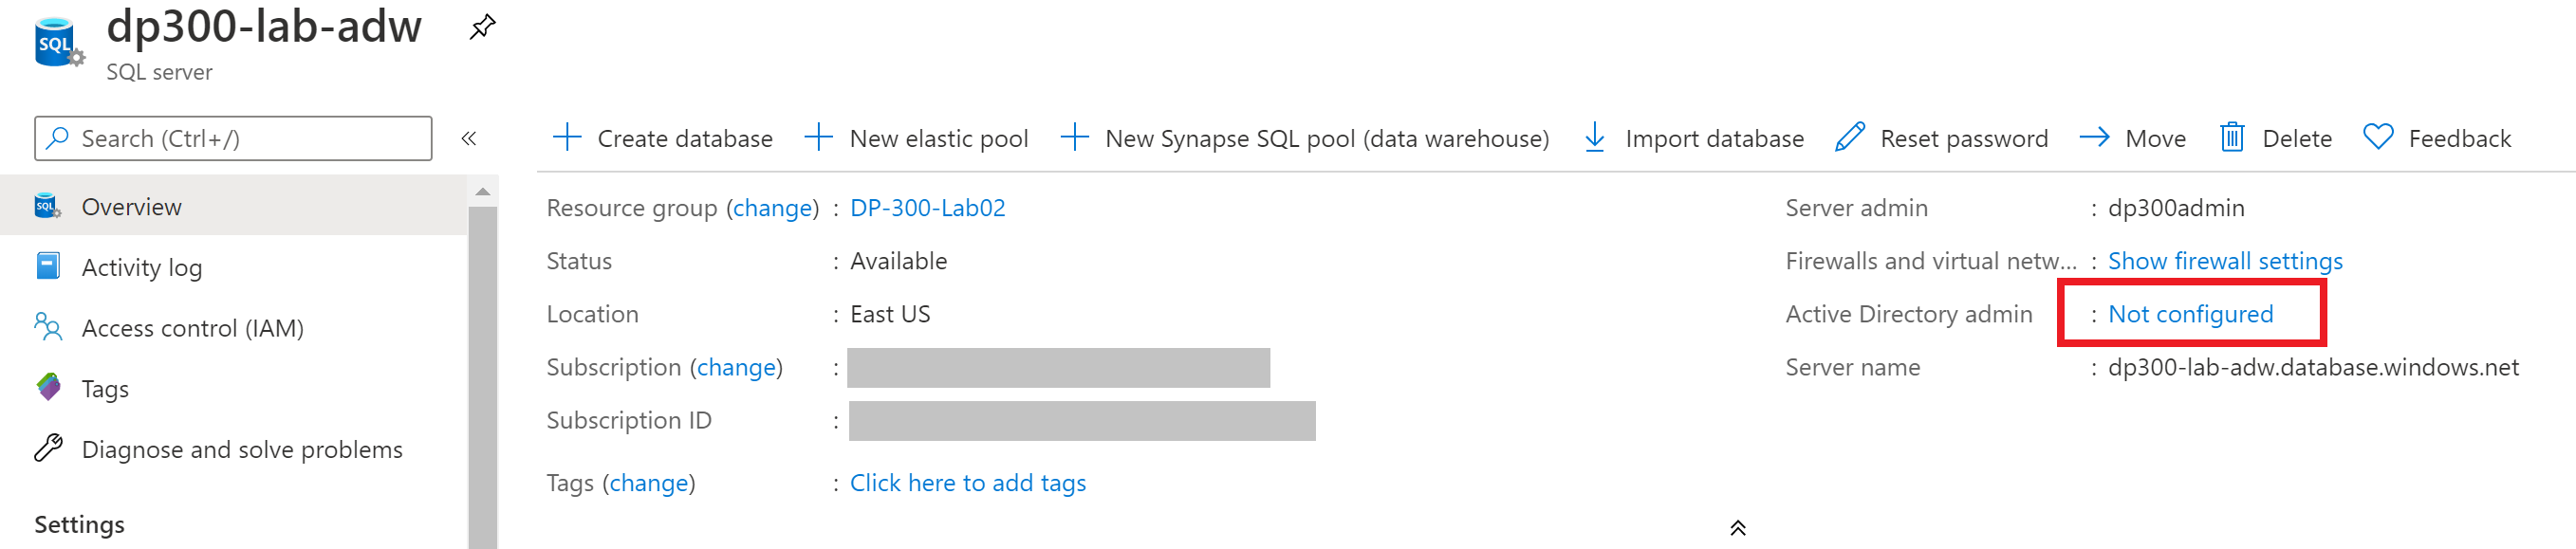 dp300-lab-adw
SQL
SQL server
Search (Ctrl+/)
«
Create database
New elastic pool
New Synapse SQL pool (data warehouse)
Import database
Reset password
Move
Delete
Feedback
SQL
Overview
Activity log
Access control (IAM)
Tags
Diagnose and solve problems
Settings
Resource group (change) : DP-300-Lab02
Status : Available
Location : East US
Subscription (change) :
Subscription ID :
Tags (change) : Click here to add tags
Server admin : dp300admin
Firewalls and virtual netw... : Show firewall settings
Active Directory admin : Not configured
Server name : dp300-lab-adw.database.windows.net